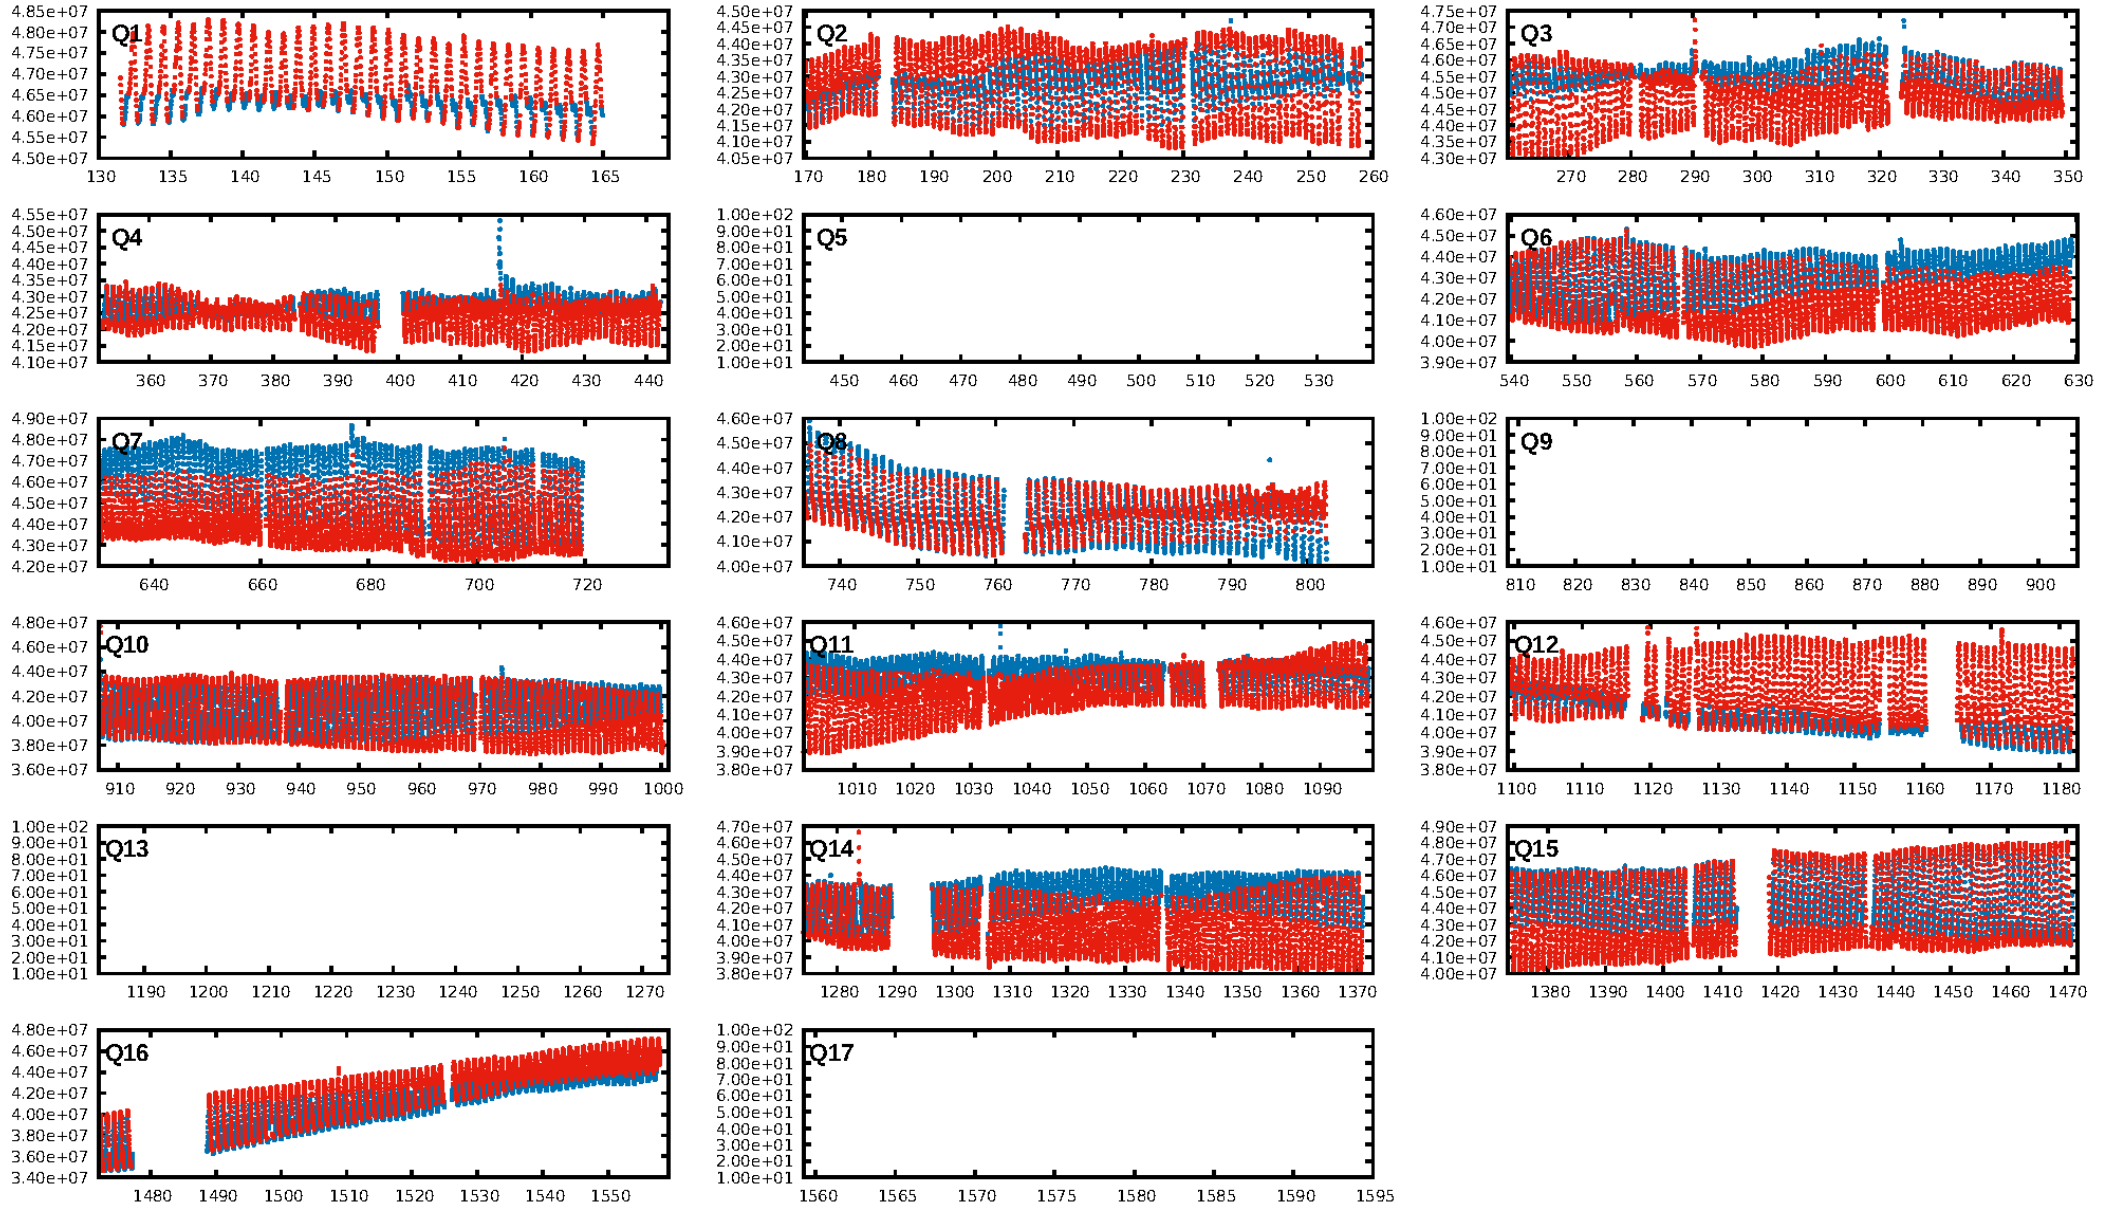 4.85e+07
4.80e+07
4.75e+07
4.70e+07
4.65e+07
4.60e+07
4.55e+07
4.50e+07
Q1
130 135 140 145 150 155 160 165
4.50e+07
4.45e+07
4.40e+07
4.35e+07
4.30e+07
4.25e+07
4.20e+07
4.15e+07
4.10e+07
4.05e+07
Q2
170 180 190 200 210 220 230 240 250 260
4.75e+07
4.70e+07
4.65e+07
4.60e+07
4.55e+07
4.50e+07
4.45e+07
4.40e+07
4.35e+07
4.30e+07
Q3
270 280 290 300 310 320 330 340 350
4.55e+07
4.50e+07
4.45e+07
4.40e+07
4.35e+07
4.30e+07
4.25e+07
4.20e+07
4.15e+07
4.10e+07
Q4
360 370 380 390 400 410 420 430 440
1.00e+02
9.00e+01
8.00e+01
7.00e+01
6.00e+01
5.00e+01
4.00e+01
3.00e+01
2.00e+01
1.00e+01
Q5
450 460 470 480 490 500 510 520 530
4.60e+07
4.50e+07
4.40e+07
4.30e+07
4.20e+07
4.10e+07
4.00e+07
3.90e+07
Q6
540 550 560 570 580 590 600 610 620 630
4.90e+07
4.80e+07
4.70e+07
4.60e+07
4.50e+07
4.40e+07
4.30e+07
4.20e+07
Q7
640 660 680 700 720
4.60e+07
4.50e+07
4.40e+07
4.30e+07
4.20e+07
4.10e+07
4.00e+07
Q8
740 750 760 770 780 790 800
1.00e+02
9.00e+01
8.00e+01
7.00e+01
6.00e+01
5.00e+01
4.00e+01
3.00e+01
2.00e+01
1.00e+01
Q9
810 820 830 840 850 860 870 880 890 900
4.80e+07
4.60e+07
4.40e+07
4.20e+07
4.00e+07
3.80e+07
3.60e+07
Q10
910 920 930 940 950 960 970 980 990 1000
4.60e+07
4.50e+07
4.40e+07
4.30e+07
4.20e+07
4.10e+07
4.00e+07
3.90e+07
3.80e+07
Q11
1010 1020 1030 1040 1050 1060 1070 1080 1090
4.60e+07
4.50e+07
4.40e+07
4.30e+07
4.20e+07
4.10e+07
4.00e+07
3.90e+07
3.80e+07
Q12
1100 1110 1120 1130 1140 1150 1160 1170 1180
1.00e+02
9.00e+01
8.00e+01
7.00e+01
6.00e+01
5.00e+01
4.00e+01
3.00e+01
2.00e+01
1.00e+01
Q13
1190 1200 1210 1220 1230 1240 1250 1260 1270
4.70e+07
4.60e+07
4.50e+07
4.40e+07
4.30e+07
4.20e+07
4.10e+07
4.00e+07
3.90e+07
3.80e+07
Q14
1280 1290 1300 1310 1320 1330 1340 1350 1360 1370
4.90e+07
4.80e+07
4.70e+07
4.60e+07
4.50e+07
4.40e+07
4.30e+07
4.20e+07
4.10e+07
4.00e+07
Q15
1380 1390 1400 1410 1420 1430 1440 1450 1460 1470
4.80e+07
4.60e+07
4.40e+07
4.20e+07
4.00e+07
3.80e+07
3.60e+07
3.40e+07
Q16
1480 1490 1500 1510 1520 1530 1540 1550
1.00e+02
9.00e+01
8.00e+01
7.00e+01
6.00e+01
5.00e+01
4.00e+01
3.00e+01
2.00e+01
1.00e+01
Q17
1560 1565 1570 1575 1580 1585 1590 1595